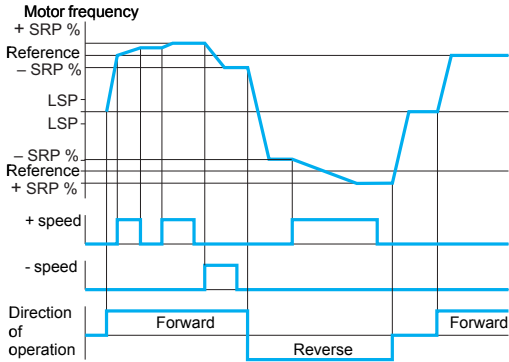 Motor frequency
+ SRP %
Reference
– SRP %
LSP
LSP
– SRP %
Reference
+ SRP %
+ speed
- speed
Direction
of
operation
Forward
Reverse
Forward